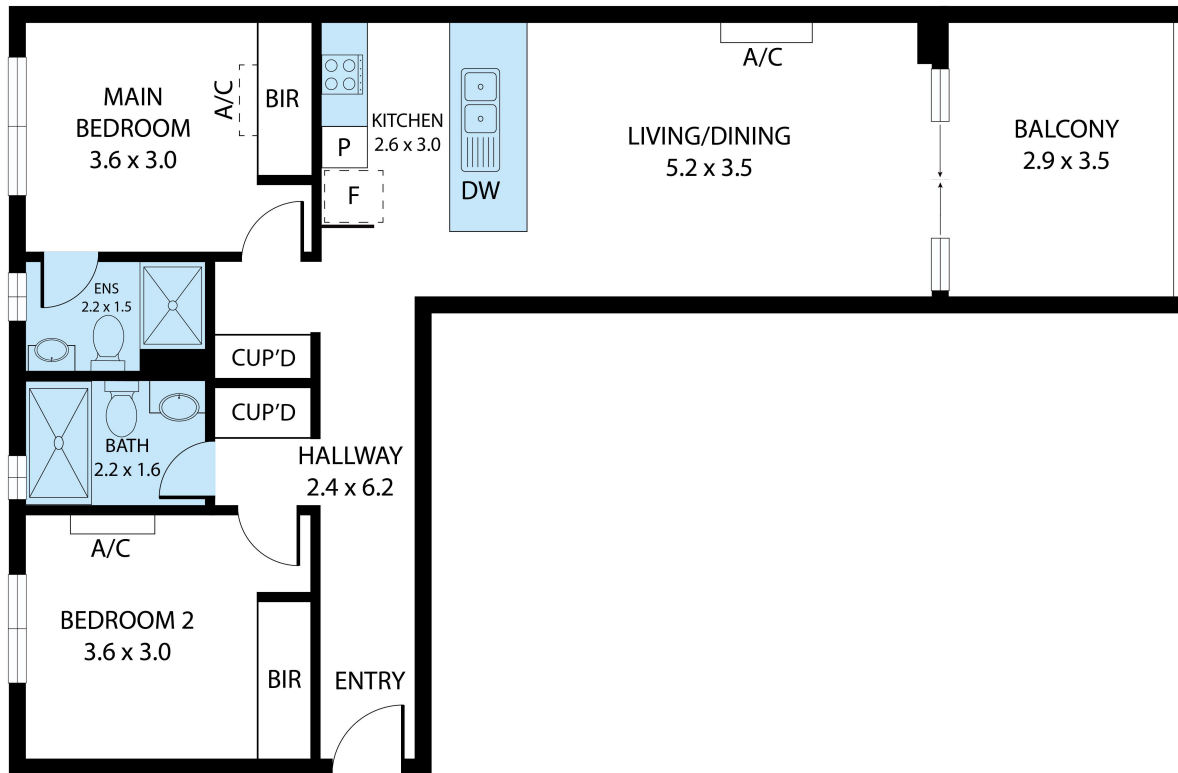 MAIN
BEDROOM
3.6 x 3.0
A/C
BIR
P
F
KITCHEN
2.6 x 3.0
DW
A/C
LIVING/DINING
5.2 x 3.5
BALCONY
2.9 x 3.5
ENS
2.2 x 1.5
CUP'D
CUP'D
BATH
2.2 x 1.6
HALLWAY
2.4 x 6.2
A/C
BEDROOM 2
3.6 x 3.0
BIR
ENTRY